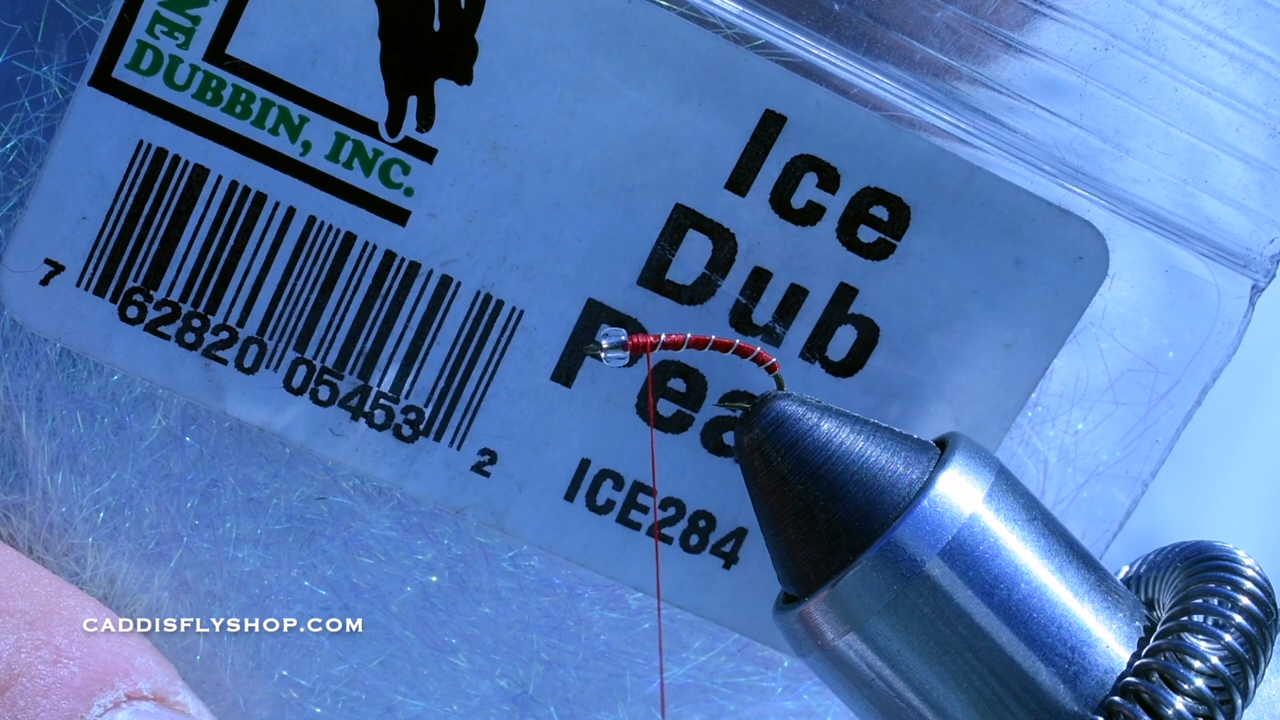 DUBBIN, INC.
Ice
Dub
Pea
ICE284
7 62820 05453 2
CADDISFLYSHOP.COM